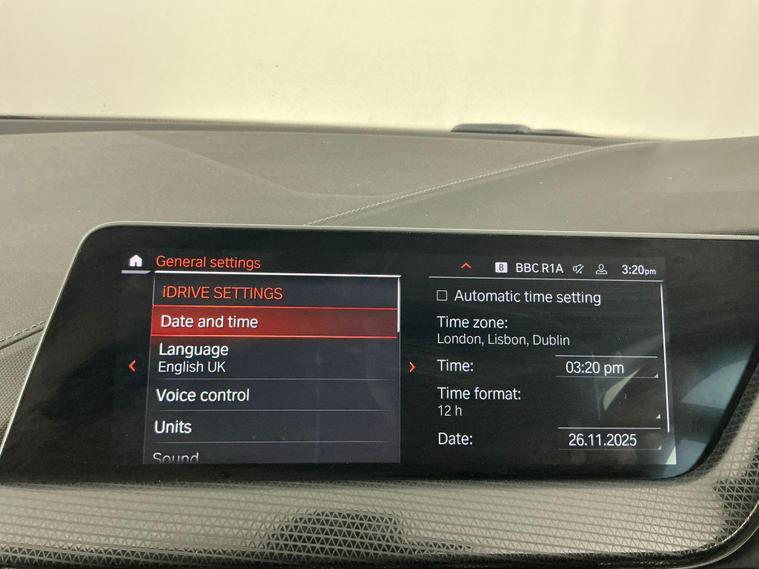 General settings
B BBC R1A 3:20pm
iDRIVE SETTINGS
Date and time
Language
English UK
Voice control
Units
Sound
Automatic time setting
Time zone:
London, Lisbon, Dublin
Time: 03:20 pm
Time format:
12 h
Date: 26.11.2025